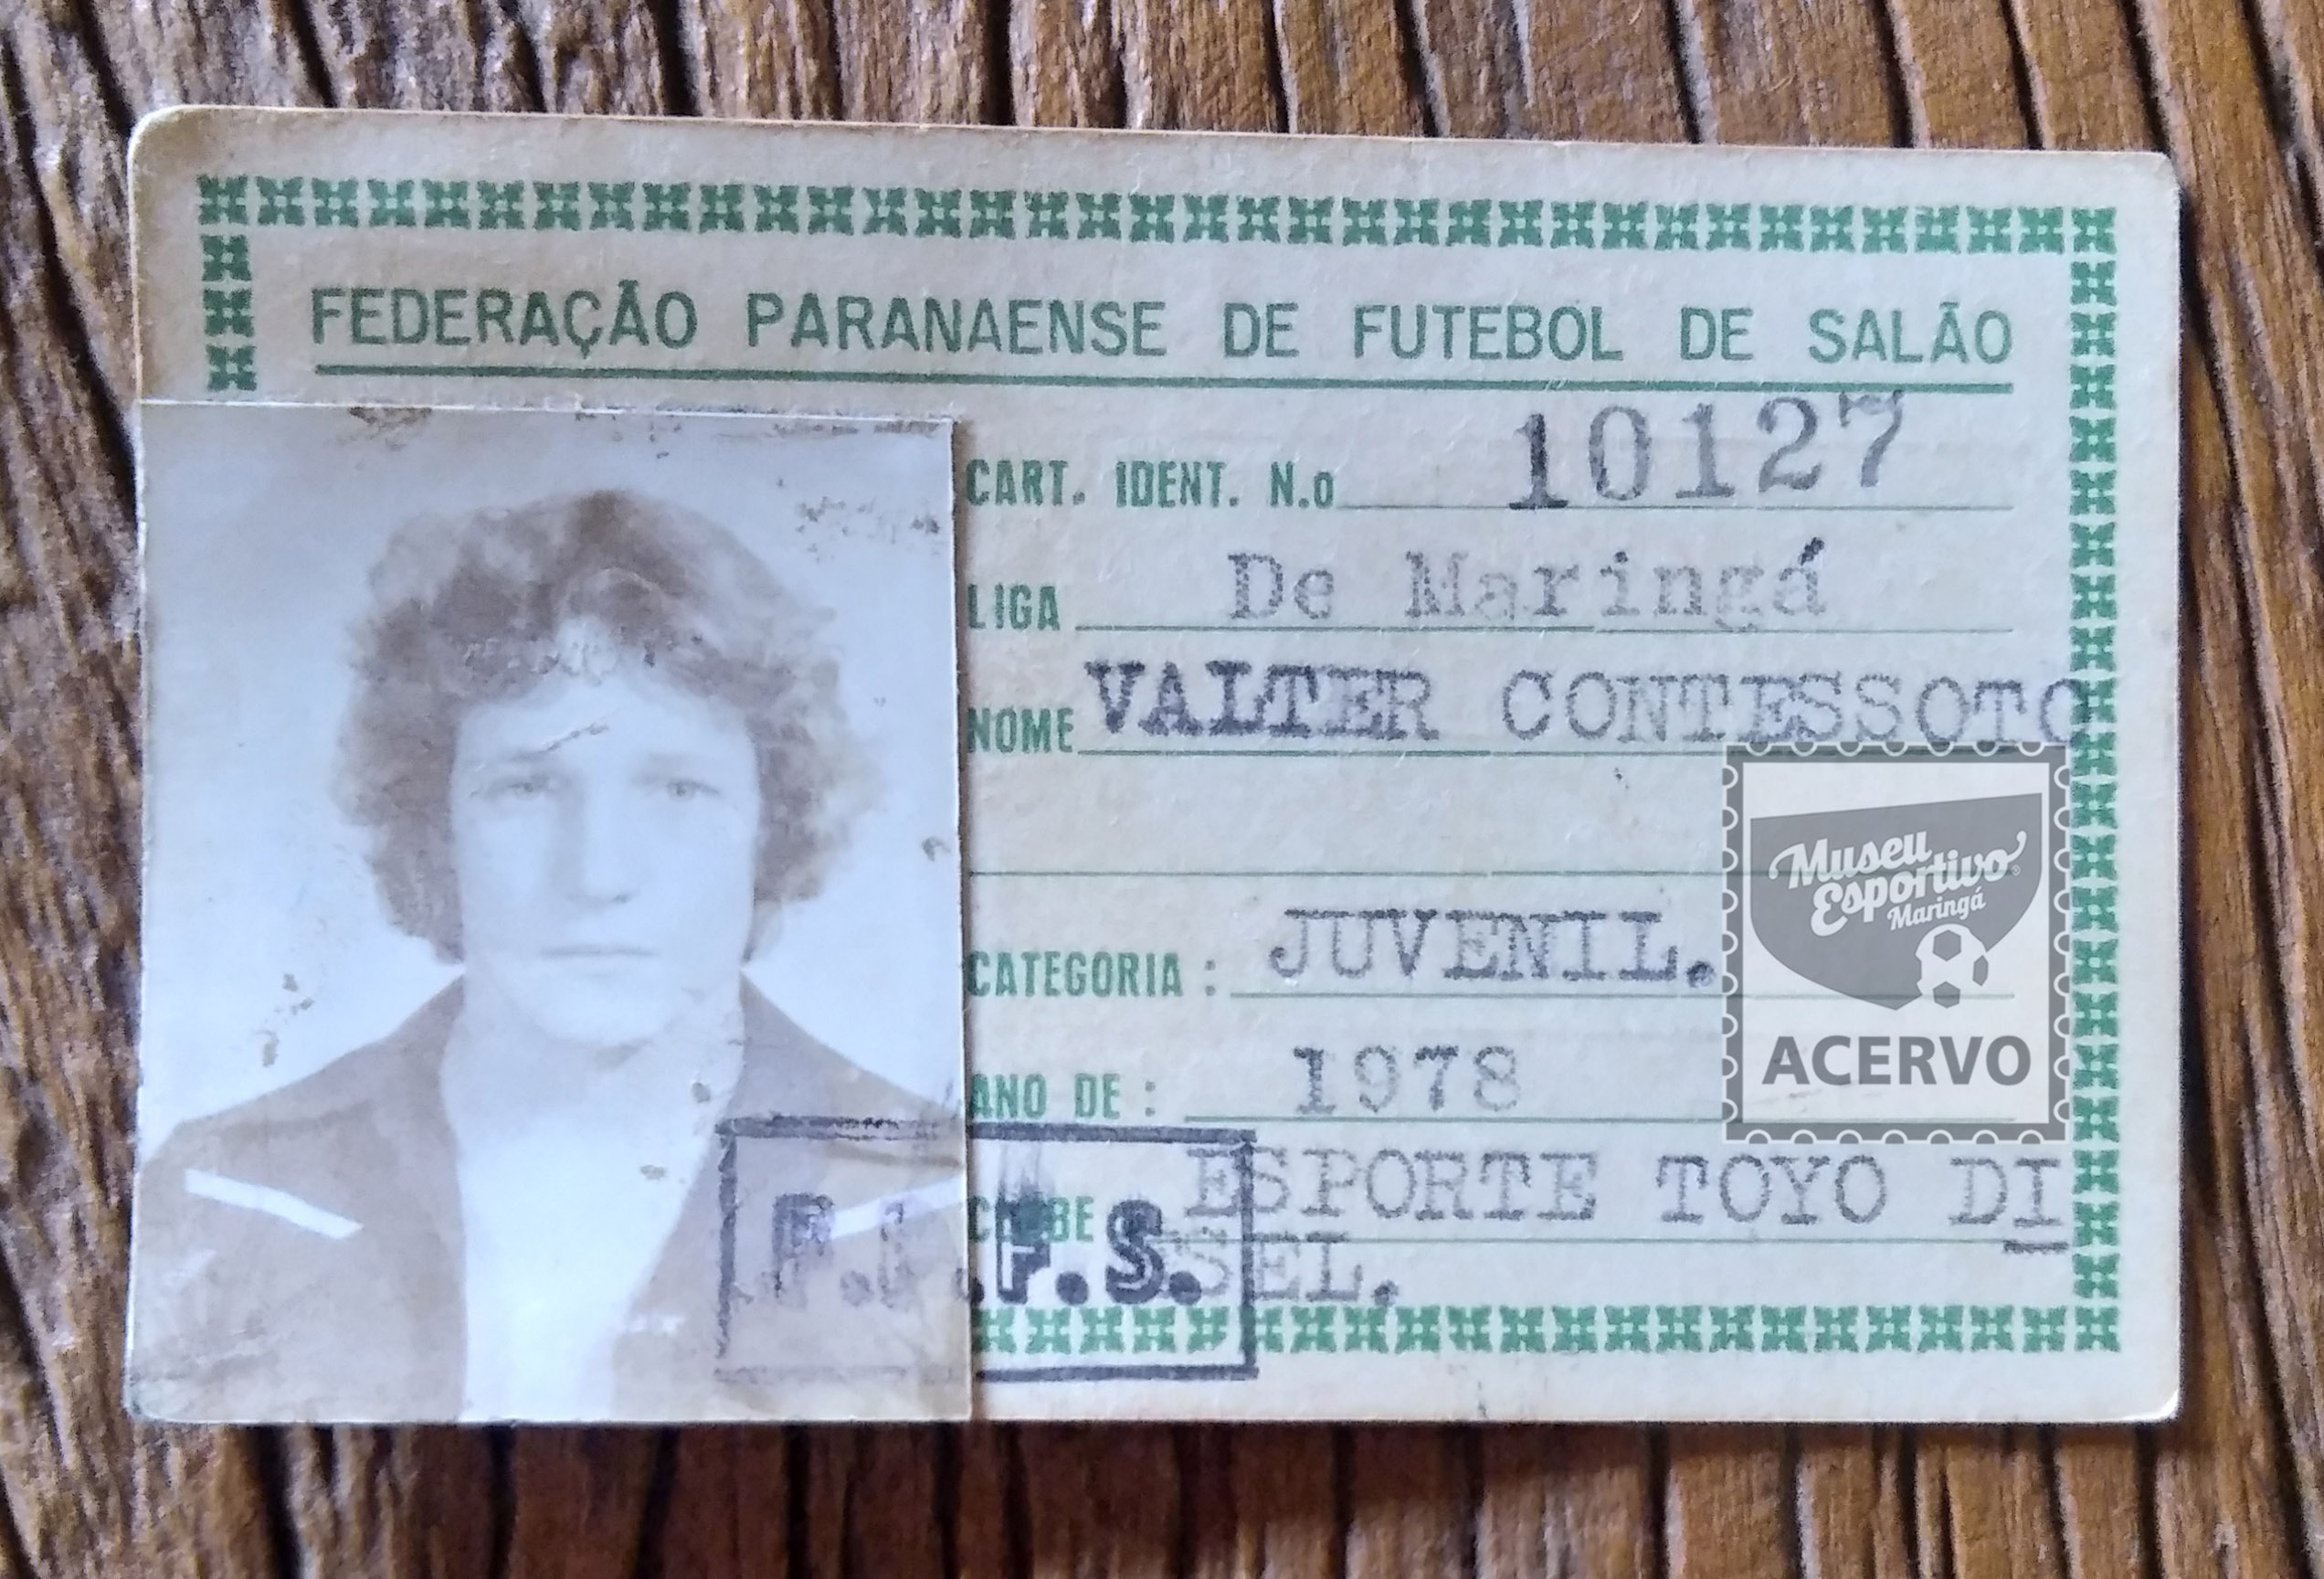 FEDERAÇÃO PARANAENSE DE FUTEBOL DE SALÃO
CART. IDENT. N.o 10127
LIGA De Maringá
NOME VALTER CONTESSOTO
CATEGORIA : JUVENIL.
ANO DE : 1978
CLUBE ESPORTE TOYO DI
SEL.
F.P.F.S.
Museu
Esportivo
Maringá
ACERVO